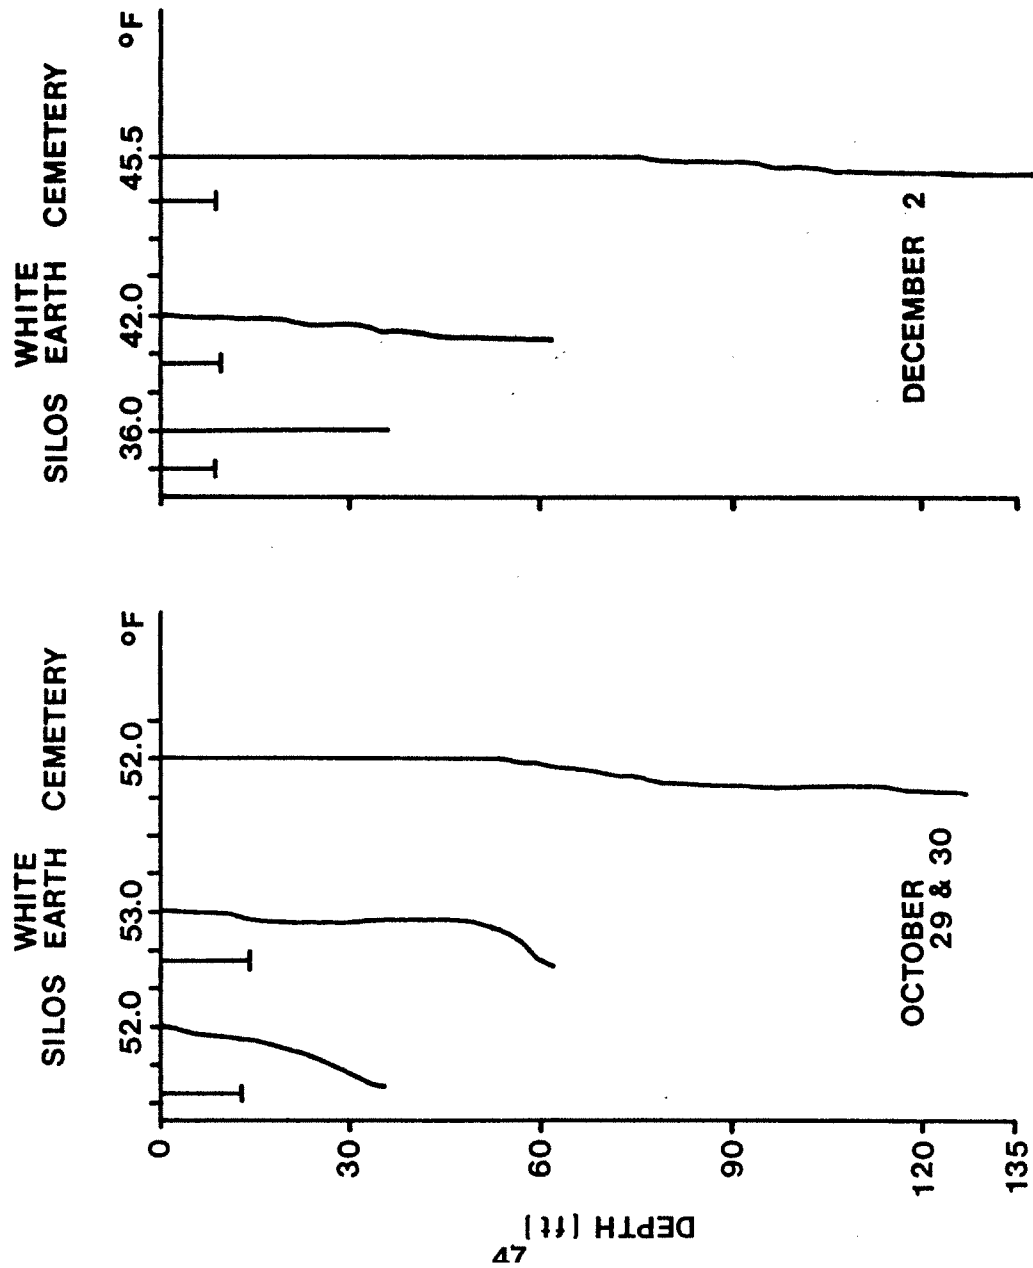 WHITE
SILOS EARTH CEMETERY
52.0 53.0 52.0 °F
0
30
60
90
120
135
DEPTH [ft]
OCTOBER
29 & 30
WHITE
SILOS EARTH CEMETERY
36.0 42.0 45.5 °F
DECEMBER 2
47